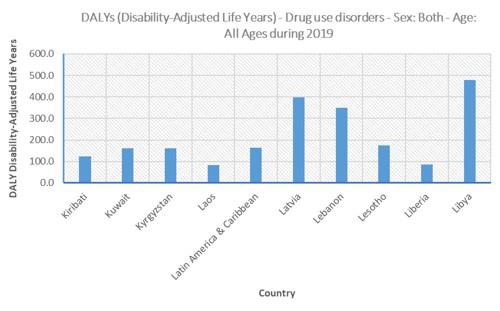 DALYs (Disability-Adjusted Life Years) - Drug use disorders - Sex: Both - Age:
All Ages during 2019
DALY Disability-Adjusted Life Years
600.0
500.0
400.0
300.0
200.0
100.0
0.0
Kiribati
Kuwait
Kyrgyzstan
Laos
Latin America & Caribbean
Latvia
Lebanon
Lesotho
Liberia
Libya
Country